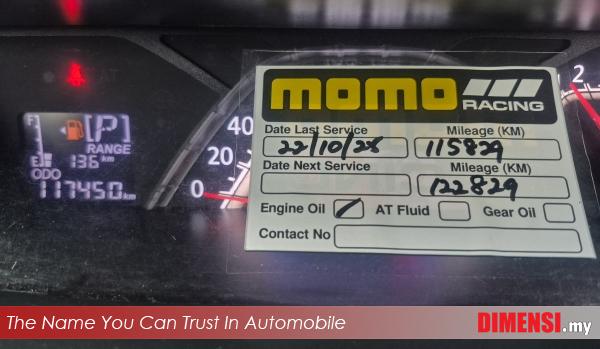 momo
RACING
Date Last Service Mileage (KM)
22/10/25 115829
Date Next Service Mileage (KM)
122829
Engine Oil AT Fluid Gear Oil
Contact No
F
[P]
RANGE
E 136 km
ODO
117450 km
40
20
0
2
The Name You Can Trust In Automobile
DIMENSI.my